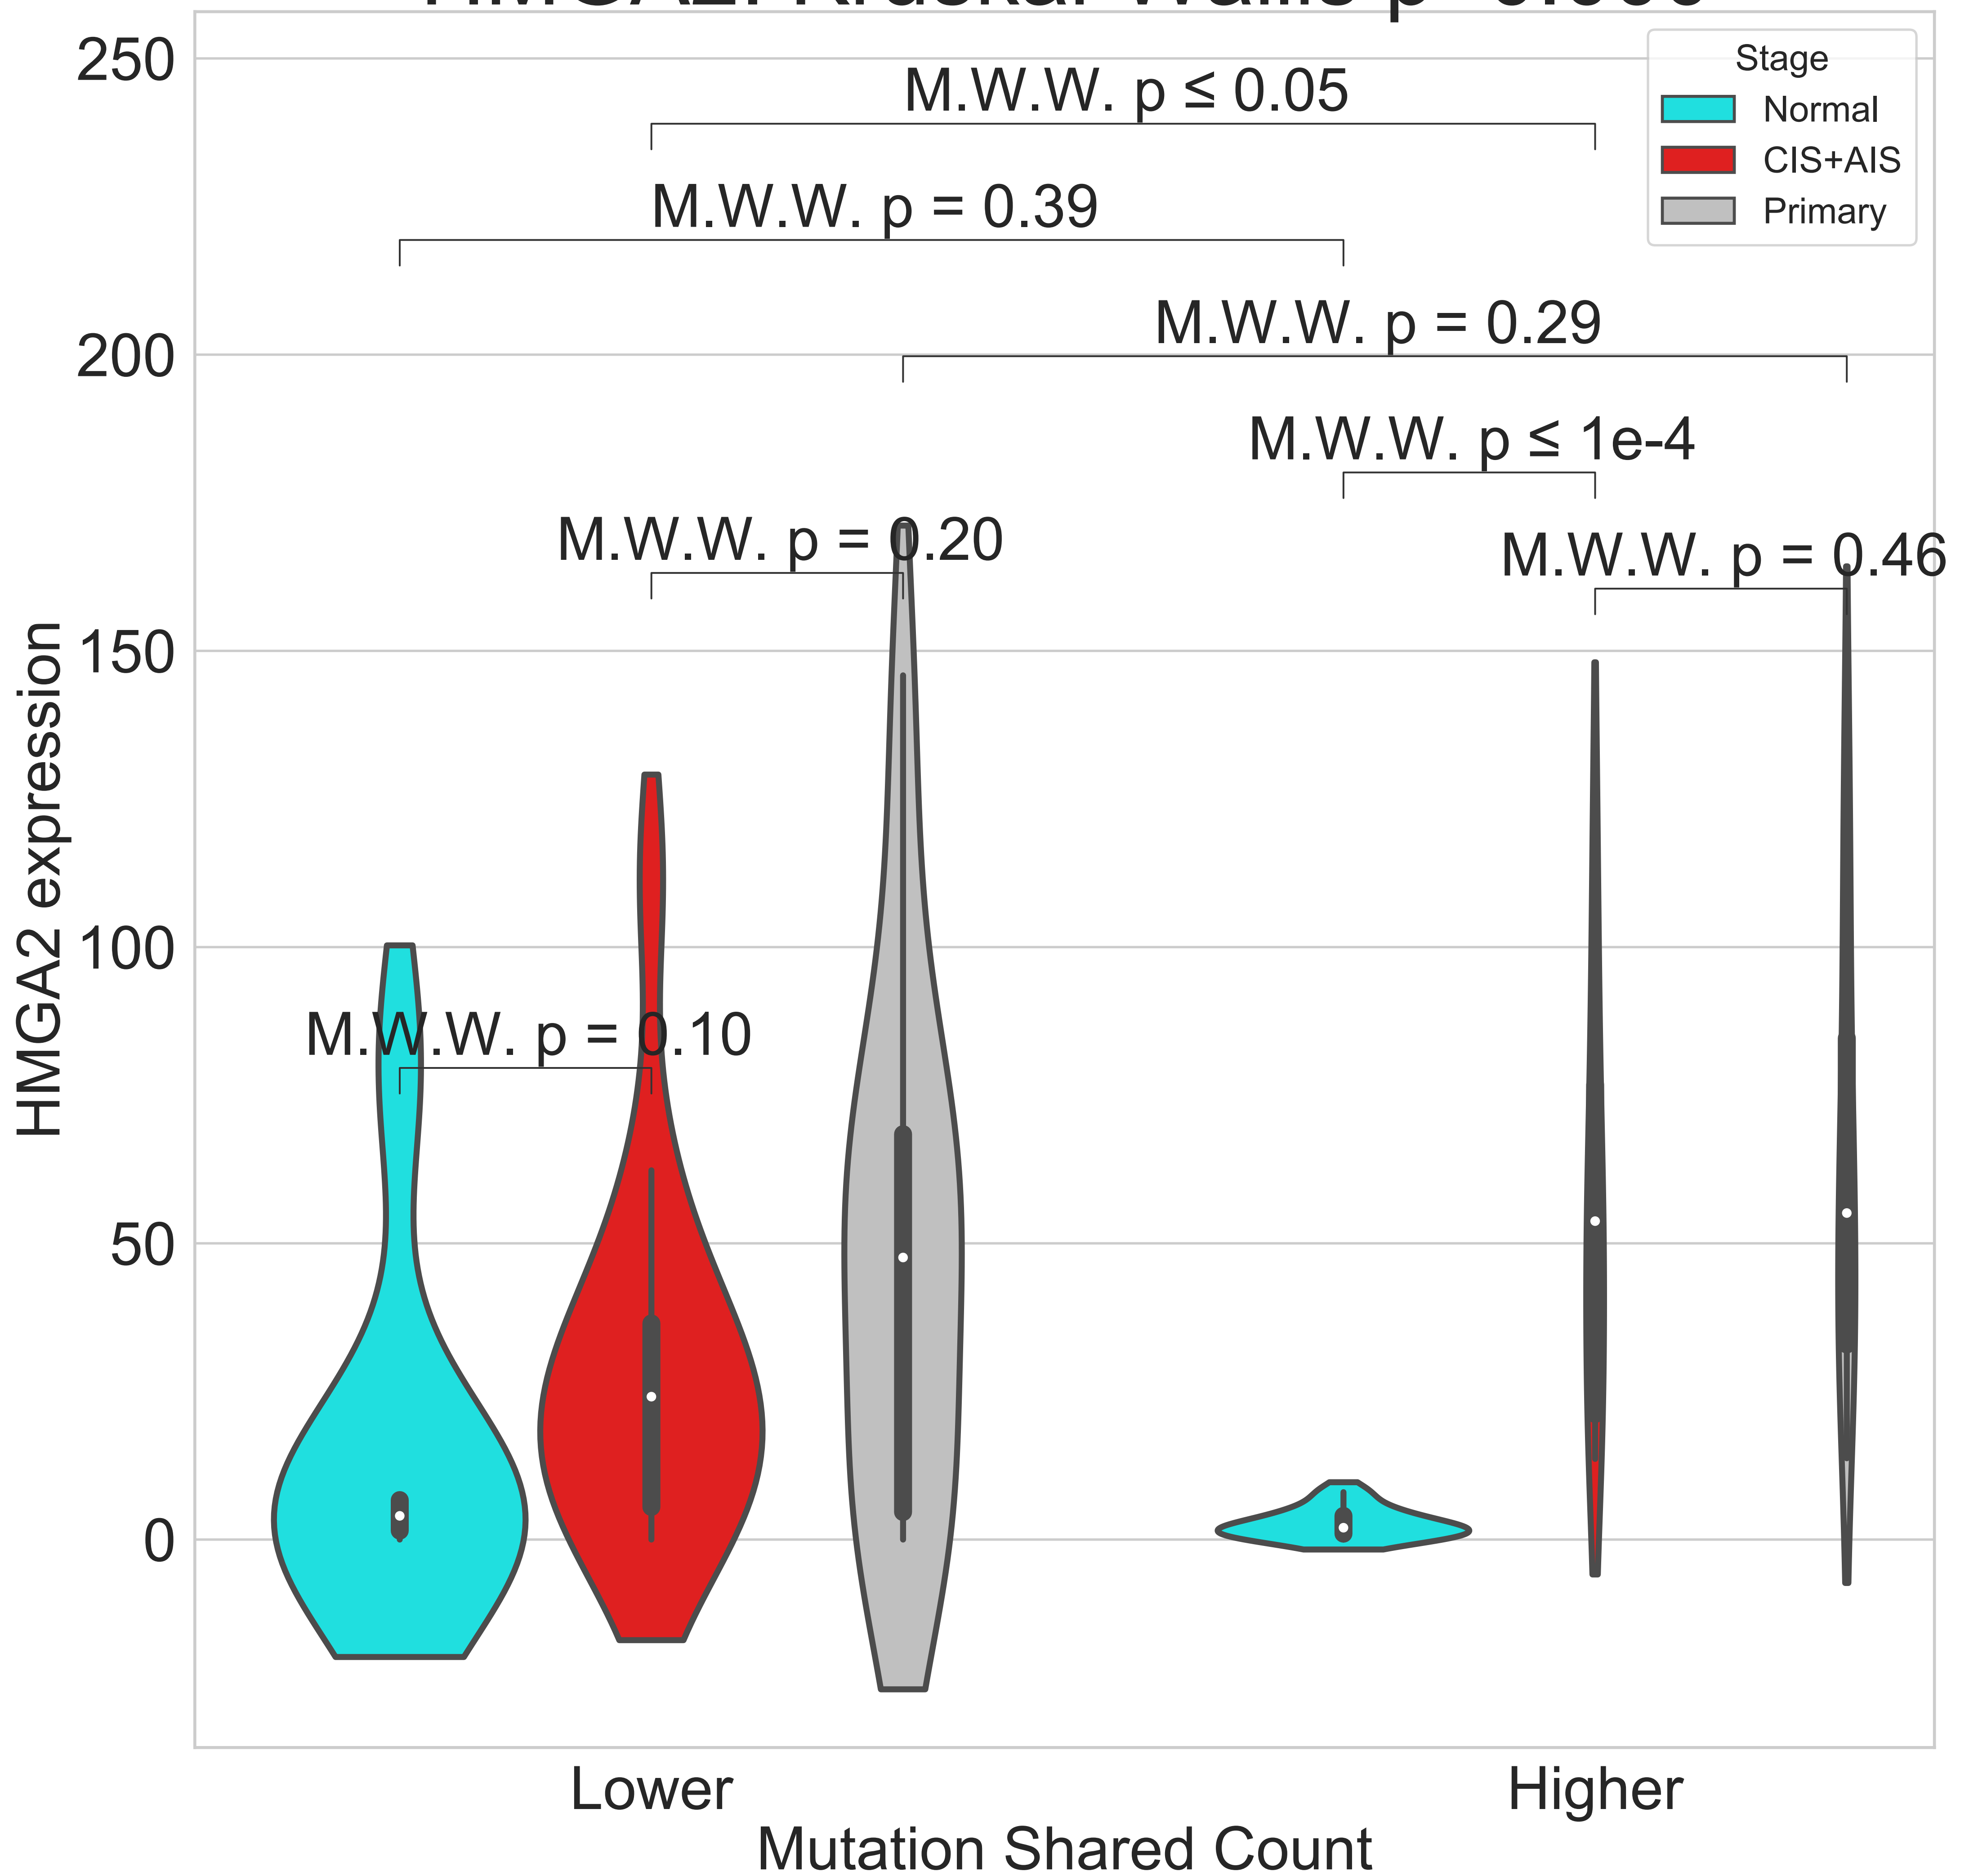 250
200
150
100
50
0
HMGA2 expression
M.W.W. p ≤ 0.05
M.W.W. p = 0.39
M.W.W. p = 0.29
M.W.W. p ≤ 1e-4
M.W.W. p = 0.20
M.W.W. p = 0.46
M.W.W. p = 0.10
Stage
Normal
CIS+AIS
Primary
Lower
Higher
Mutation Shared Count